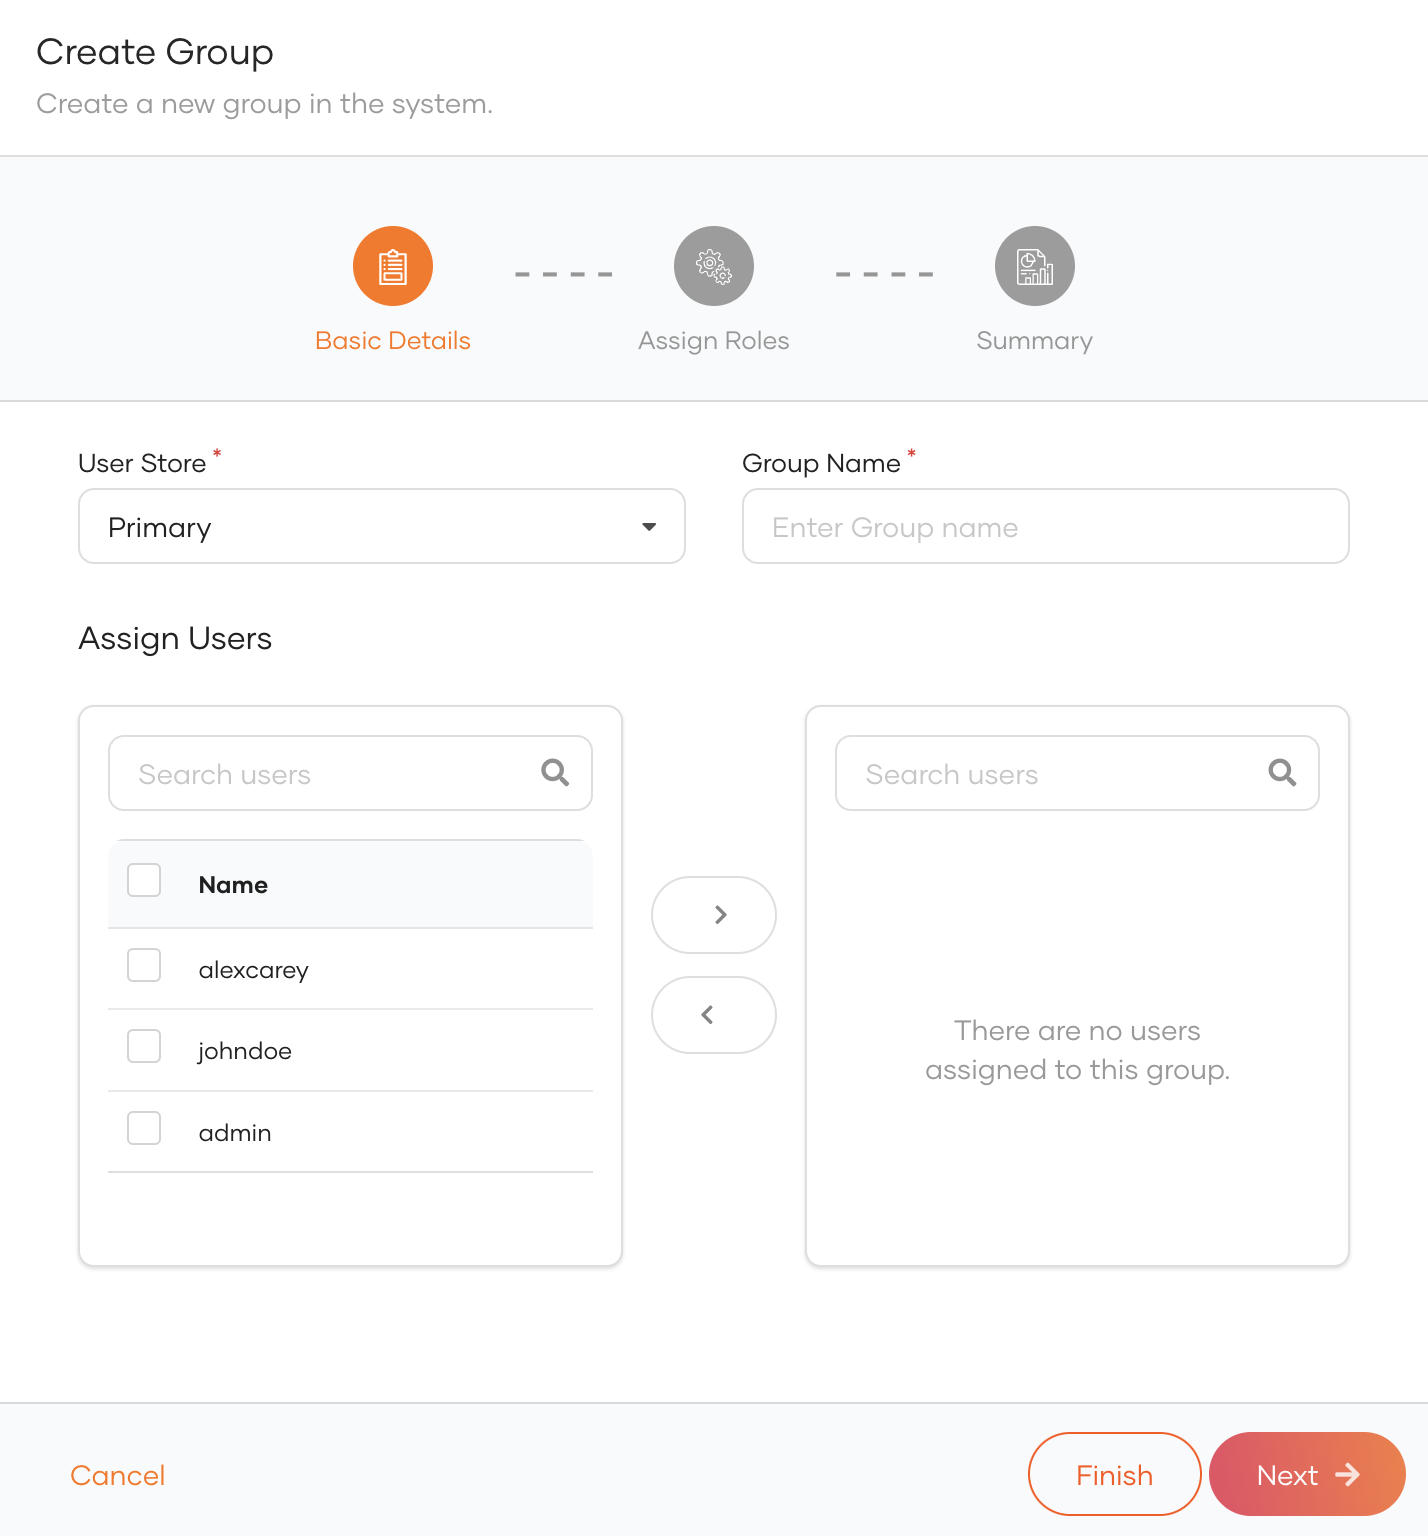 Create Group
Create a new group in the system.
Basic Details
Assign Roles
Summary
User Store *
Group Name *
Primary
Enter Group name
Assign Users
Search users
Search users
Name
alexcarey
johndoe
admin
There are no users
assigned to this group.
Cancel
Finish
Next